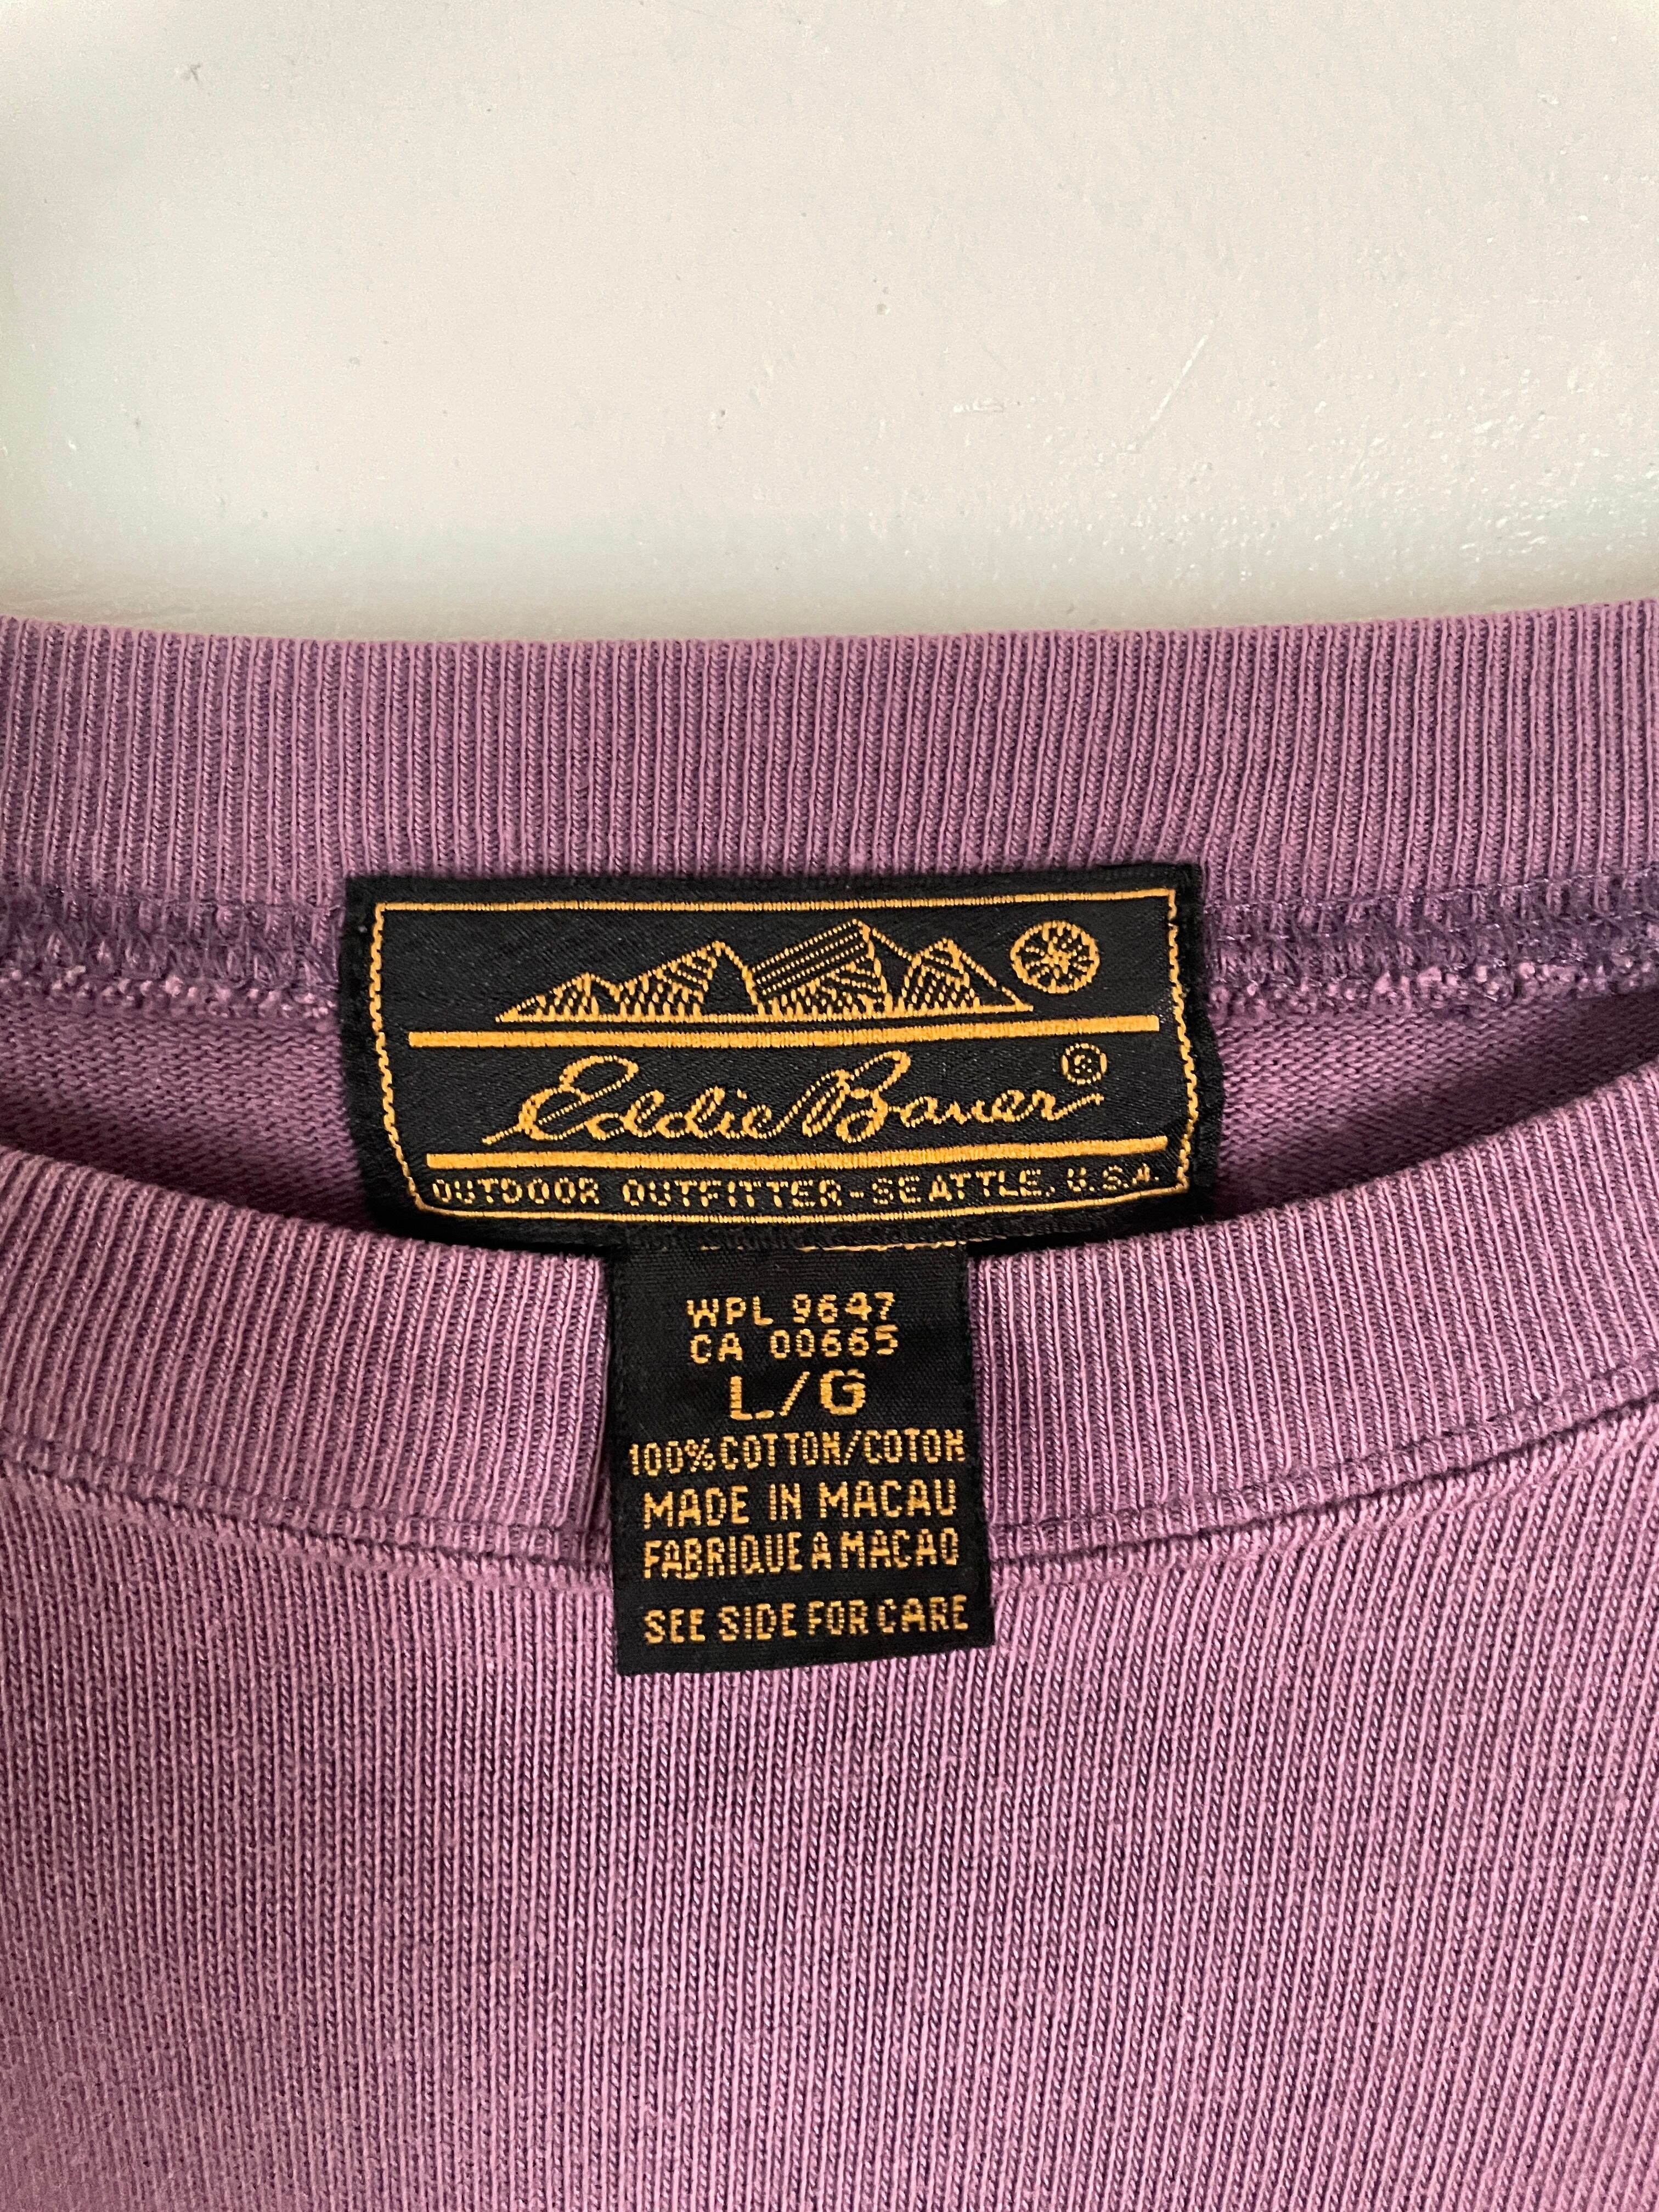 Eddie Bauer®
OUTDOOR OUTFITTER-SEATTLE, U.S.A.
WPL 9647
CA 00665
L/G
100% COTTON/COTON
MADE IN MACAU
FABRIQUE A MACAO
SEE SIDE FOR CARE